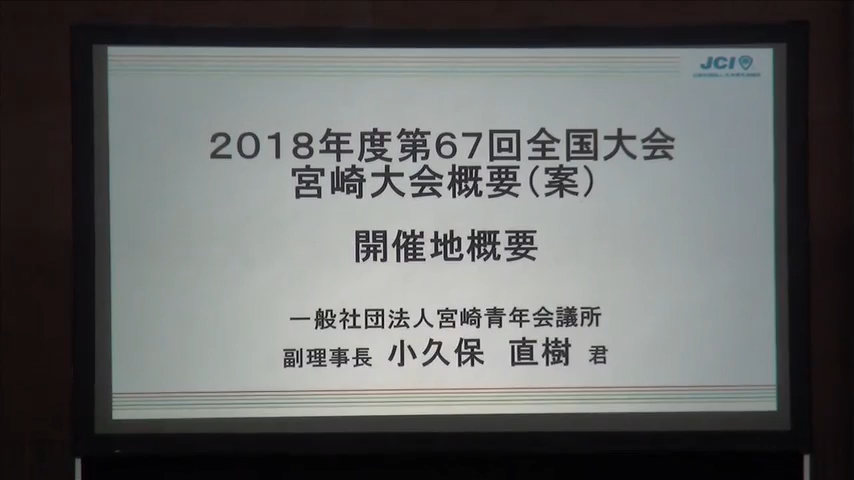 JCI
2018年度第67回全国大会
宮崎大会概要(案)
開催地概要
一般社団法人宮崎青年会議所
副理事長 小久保 直樹 君